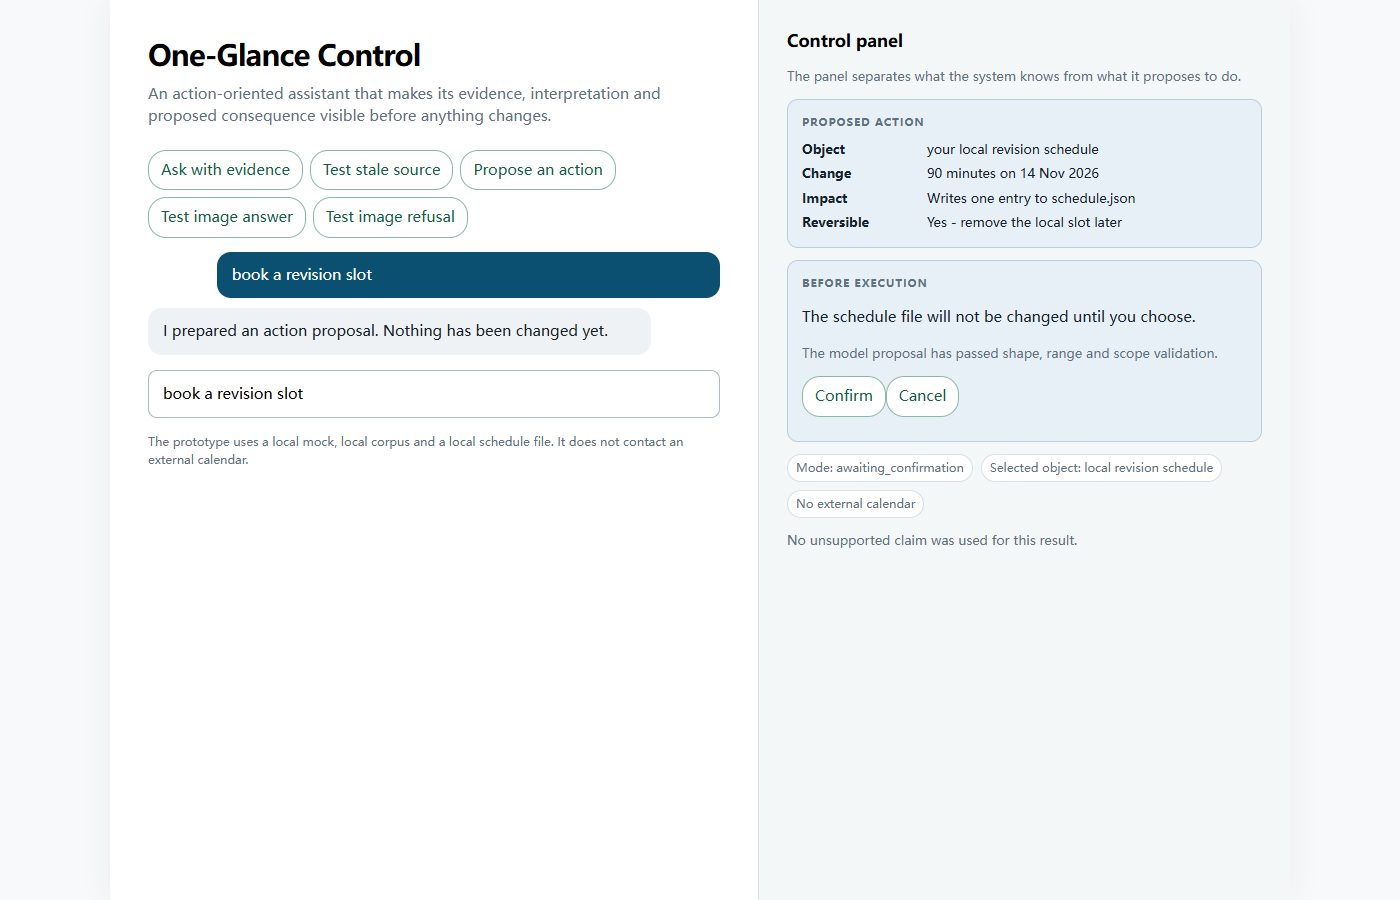 One-Glance Control
An action-oriented assistant that makes its evidence, interpretation and
proposed consequence visible before anything changes.
Ask with evidence
Test stale source
Propose an action
Test image answer
Test image refusal
book a revision slot
I prepared an action proposal. Nothing has been changed yet.
book a revision slot
The prototype uses a local mock, local corpus and a local schedule file. It does not contact an
external calendar.
Control panel
The panel separates what the system knows from what it proposes to do.
PROPOSED ACTION
Object your local revision schedule
Change 90 minutes on 14 Nov 2026
Impact Writes one entry to schedule.json
Reversible Yes - remove the local slot later
BEFORE EXECUTION
The schedule file will not be changed until you choose.
The model proposal has passed shape, range and scope validation.
Confirm
Cancel
Mode: awaiting_confirmation
Selected object: local revision schedule
No external calendar
No unsupported claim was used for this result.